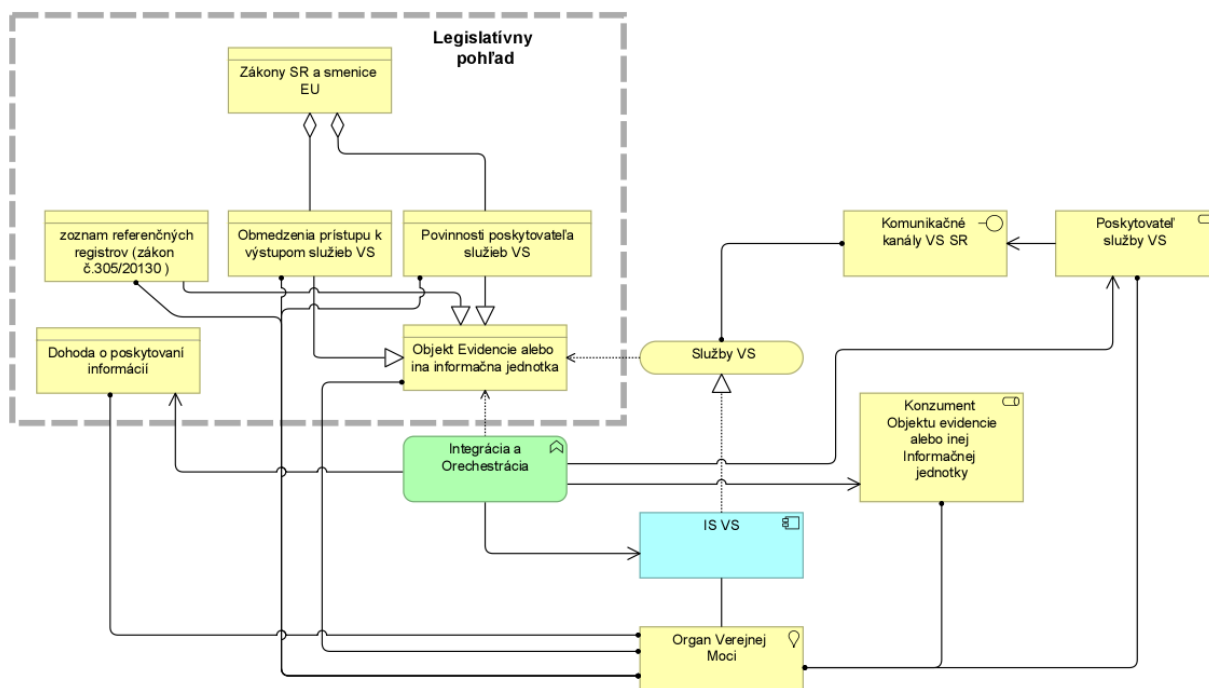 Legislatívny
pohľad
Zákony SR a smenice
EU
zoznam referenčných
registrov (zákon
č.305/20130 )
Obmedzenia prístupu k
výstupom služieb VS
Povinnosti poskytovateľa
služieb VS
Komunikačné
kanály VS SR
Poskytovateľ
služby VS
Dohoda o poskytovaní
informácií
Objekt Evidencie alebo
ina informačna jednotka
Služby VS
Konzument
Objektu evidencie
alebo inej
Informačnej
jednotky
Integrácia a
Orechestrácia
IS VS
Organ Verejnej
Moci